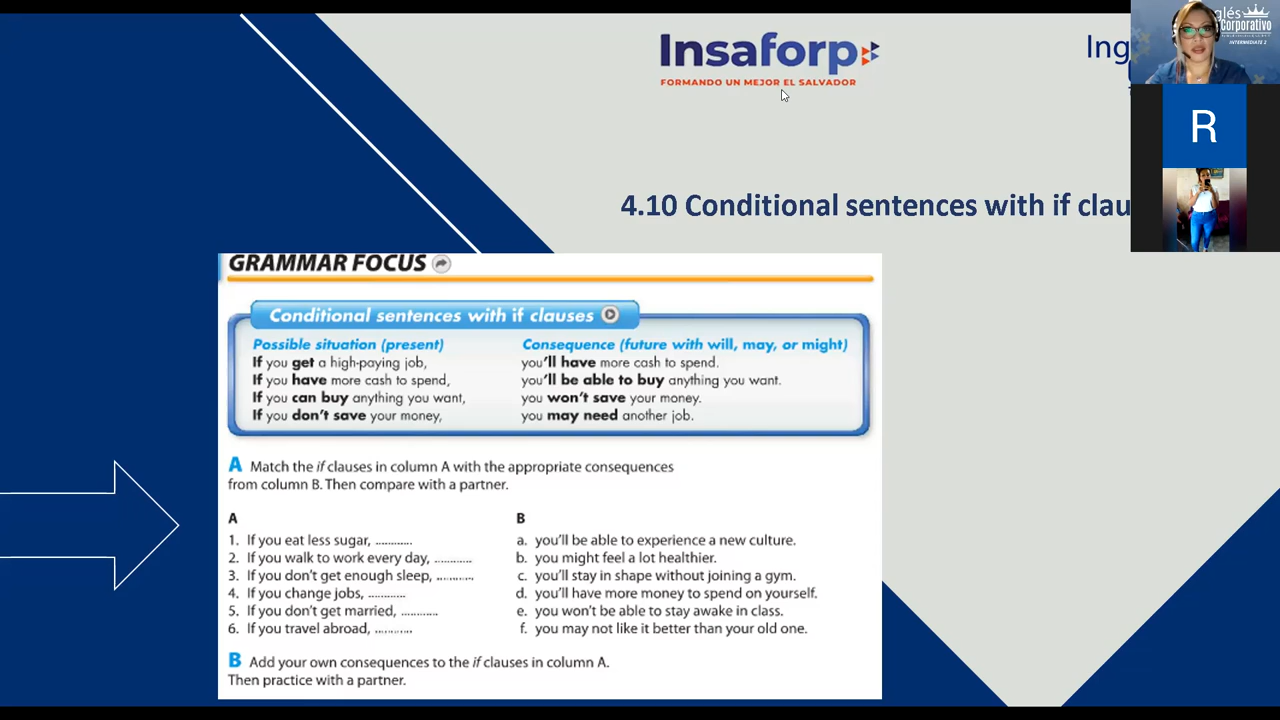 Insaforp
FORMANDO UN MEJOR EL SALVADOR
Ing
glés
Corporativo
INTERMEDIATE 2
R
4.10 Conditional sentences with if clau
GRAMMAR FOCUS
Conditional sentences with if clauses
Possible situation (present) Consequence (future with will, may, or might)
If you get a high-paying job, you'll have more cash to spend.
If you have more cash to spend, you'll be able to buy anything you want.
If you can buy anything you want, you won't save your money.
If you don't save your money, you may need another job.
A Match the if clauses in column A with the appropriate consequences
from column B. Then compare with a partner.
A B
1. If you eat less sugar, ............ a. you'll be able to experience a new culture.
2. If you walk to work every day, ............ b. you might feel a lot healthier.
3. If you don't get enough sleep, ............ c. you'll stay in shape without joining a gym.
4. If you change jobs, ............ d. you'll have more money to spend on yourself.
5. If you don't get married, ............ e. you won't be able to stay awake in class.
6. If you travel abroad, ............ f. you may not like it better than your old one.
B Add your own consequences to the if clauses in column A.
Then practice with a partner.